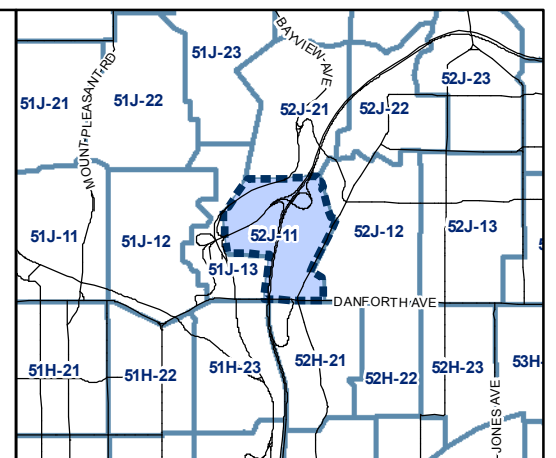 BAYVIEW AVE
51J-23
52J-23
51J-21
51J-22
52J-21
52J-22
MOUNT PLEASANT RD
51J-11
51J-12
52J-11
52J-12
52J-13
51J-13
DANFORTH AVE
51H-21
51H-22
51H-23
52H-21
52H-22
52H-23
53H-
-JONES AVE